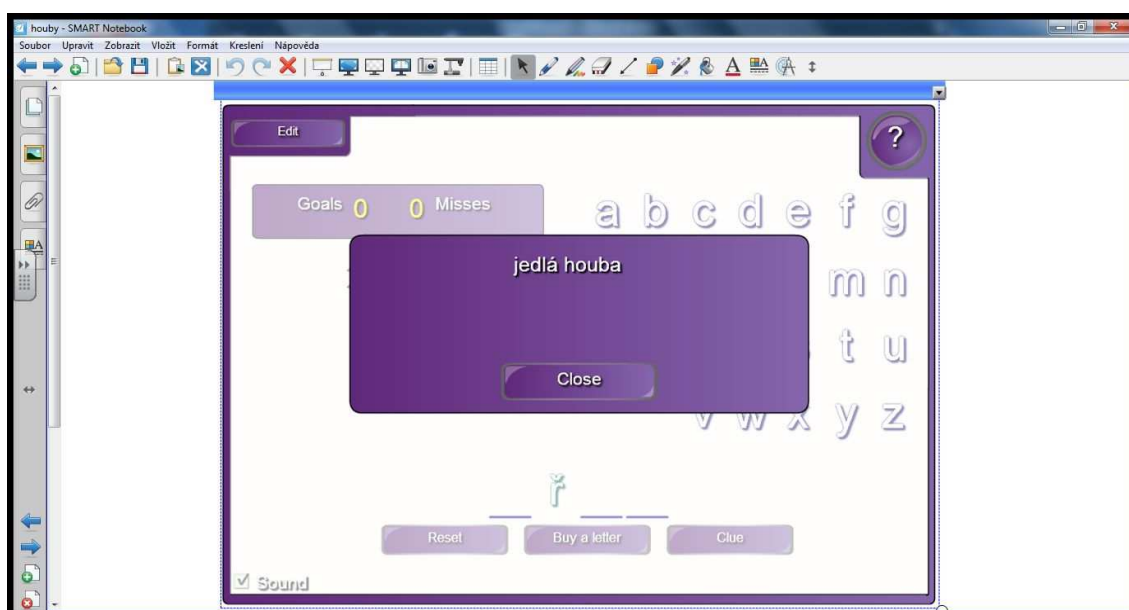 houby - SMART Notebook
Soubor Upravit Zobrazit Vložit Formát Kreslení Nápověda
Edit
?
Goals 0 0 Misses
a b c d e f g
jedlá houba
m n
t u
Close
v w x y z
ř
Reset Buy a letter Clue
Sound